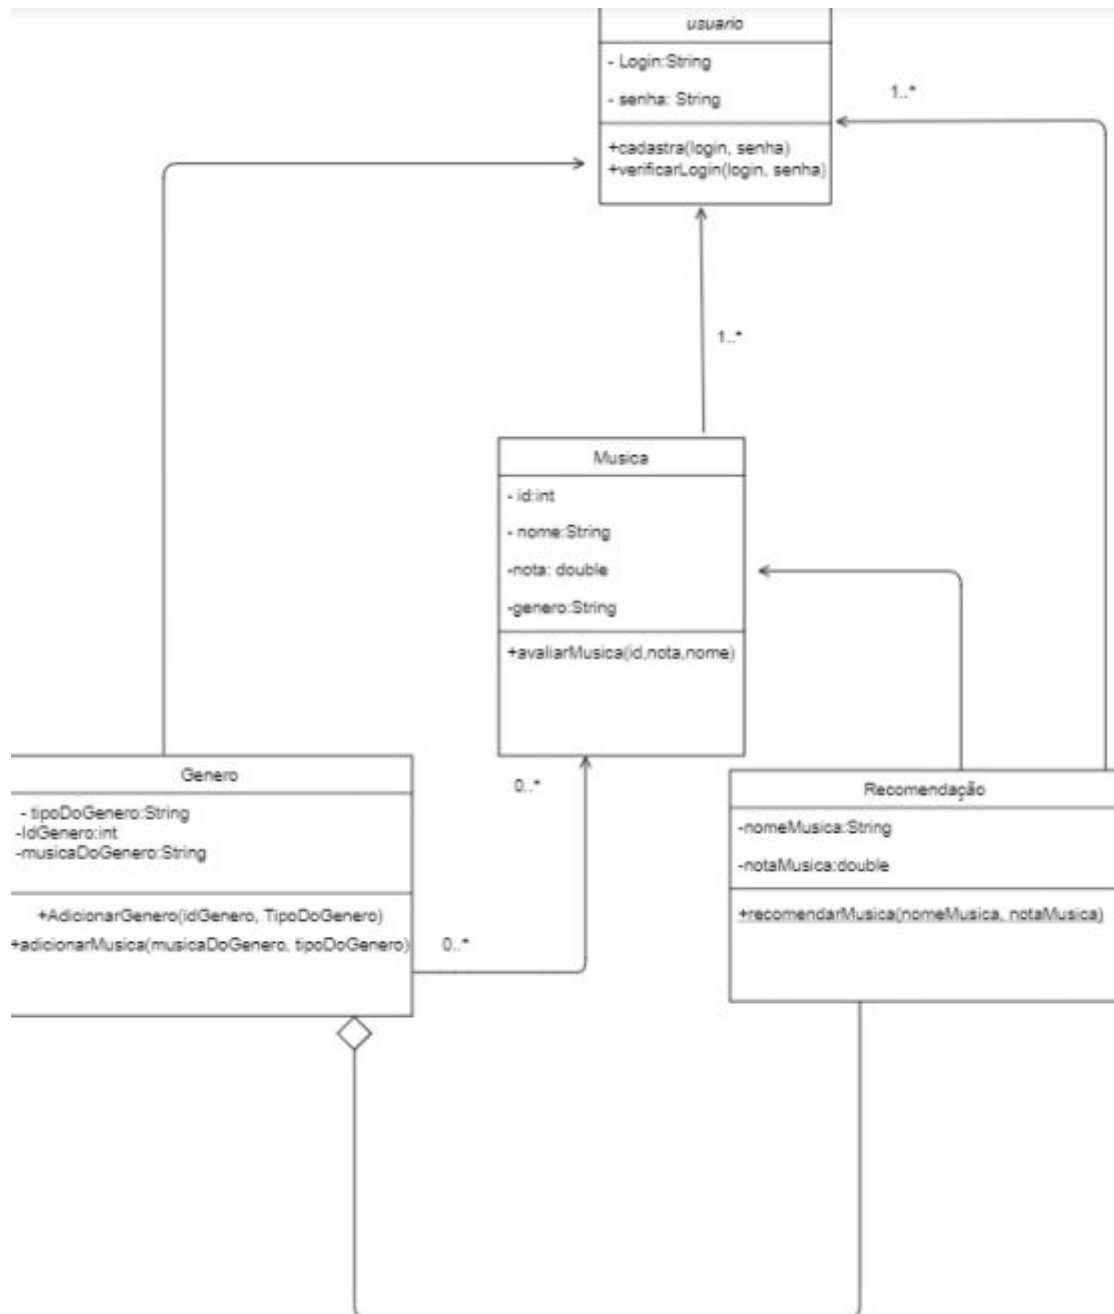 usuario
- Login:String
- senha: String
1..*
+cadastra(login, senha)
+verificarLogin(login, senha)
1..*
Musica
- id:int
- nome:String
-nota: double
-genero:String
+avaliarMusica(id,nota,nome)
0..*
Genero
- tipoDoGenero:String
-IdGenero:int
-musicaDoGenero:String
+AdicionarGenero(idGenero, TipoDoGenero)
+adicionarMusica(musicaDoGenero, tipoDoGenero)
0..*
Recomendação
-nomeMusica:String
-notaMusica:double
+recomendarMusica(nomeMusica, notaMusica)